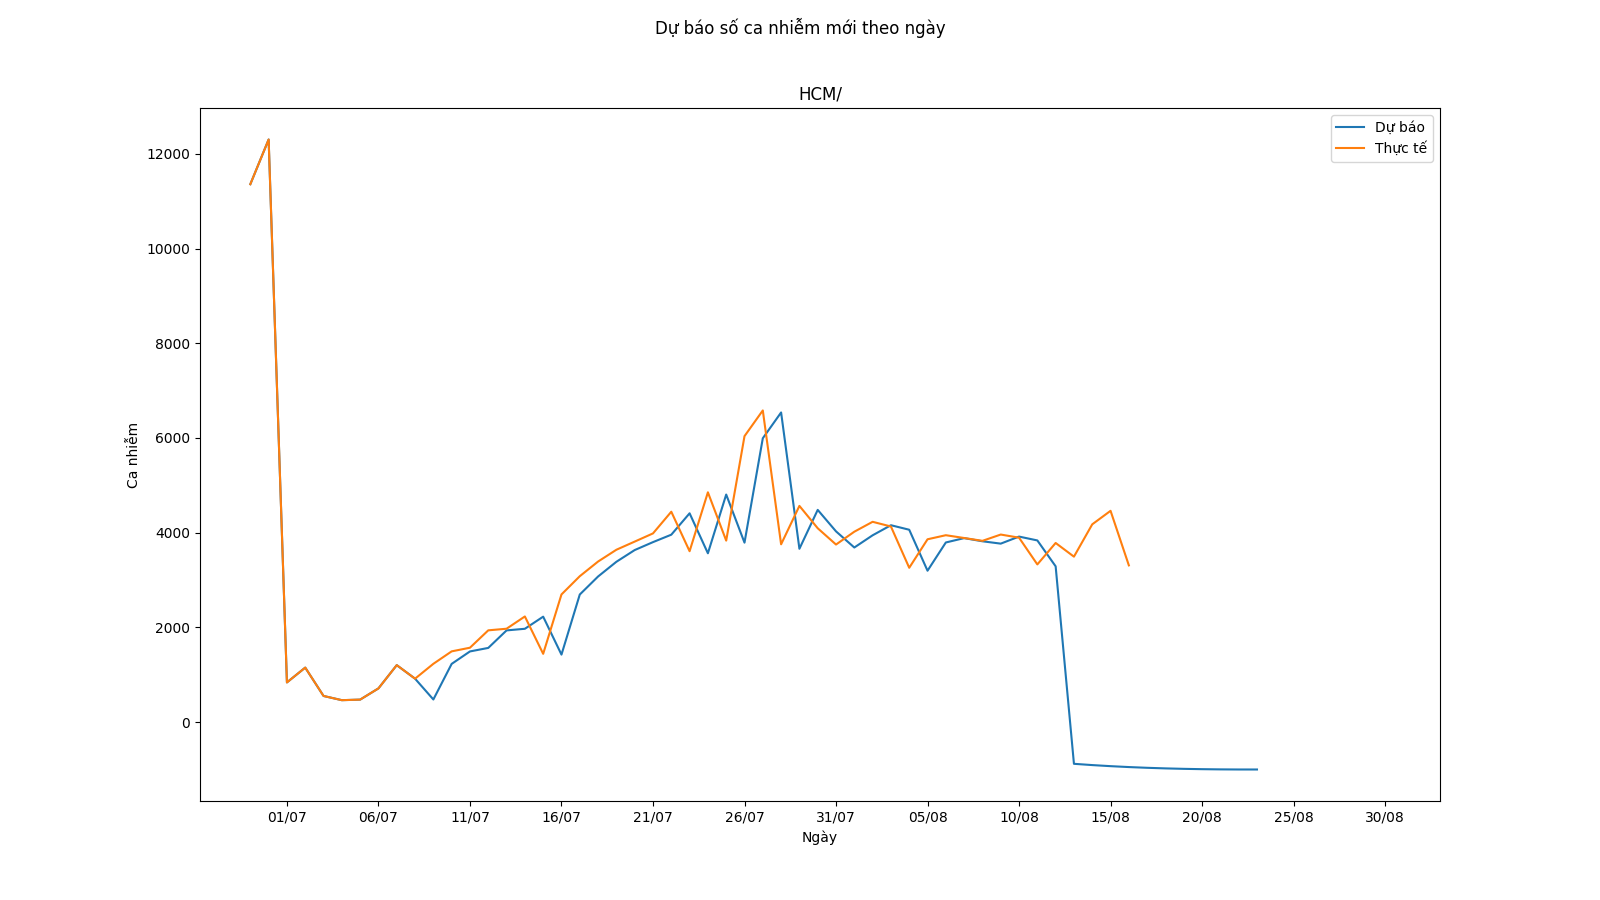 Dự báo số ca nhiễm mới theo ngày
HCM/
Dự báo
Thực tế
12000
10000
8000
6000
4000
2000
0
Ca nhiễm
01/07 06/07 11/07 16/07 21/07 26/07 31/07 05/08 10/08 15/08 20/08 25/08 30/08
Ngày